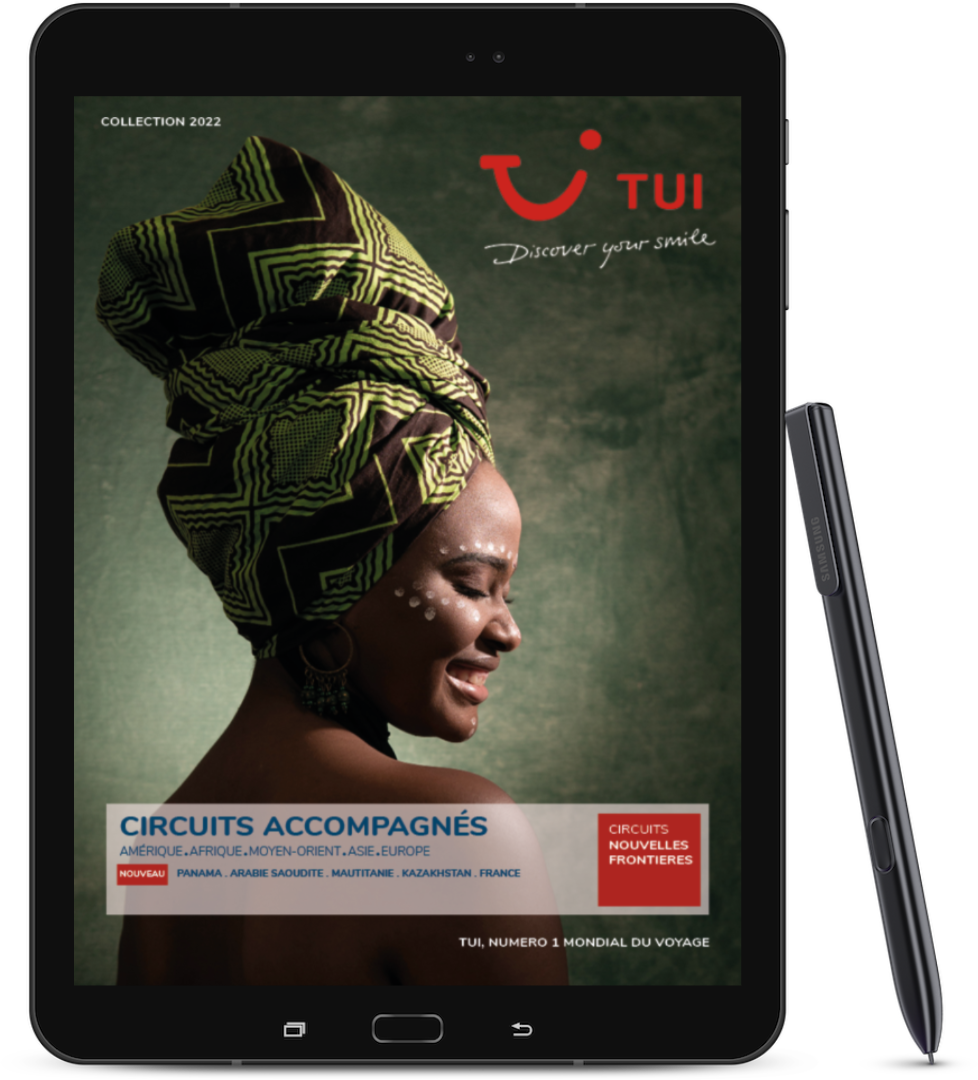 COLLECTION 2022
TUI
Discover your smile
CIRCUITS ACCOMPAGNÉS
AMÉRIQUE.AFRIQUE.MOYEN-ORIENT.ASIE.EUROPE
NOUVEAU PANAMA . ARABIE SAOUDITE . MAUTITANIE . KAZAKHSTAN . FRANCE
CIRCUITS
NOUVELLES
FRONTIERES
TUI, NUMERO 1 MONDIAL DU VOYAGE
SAMSUNG